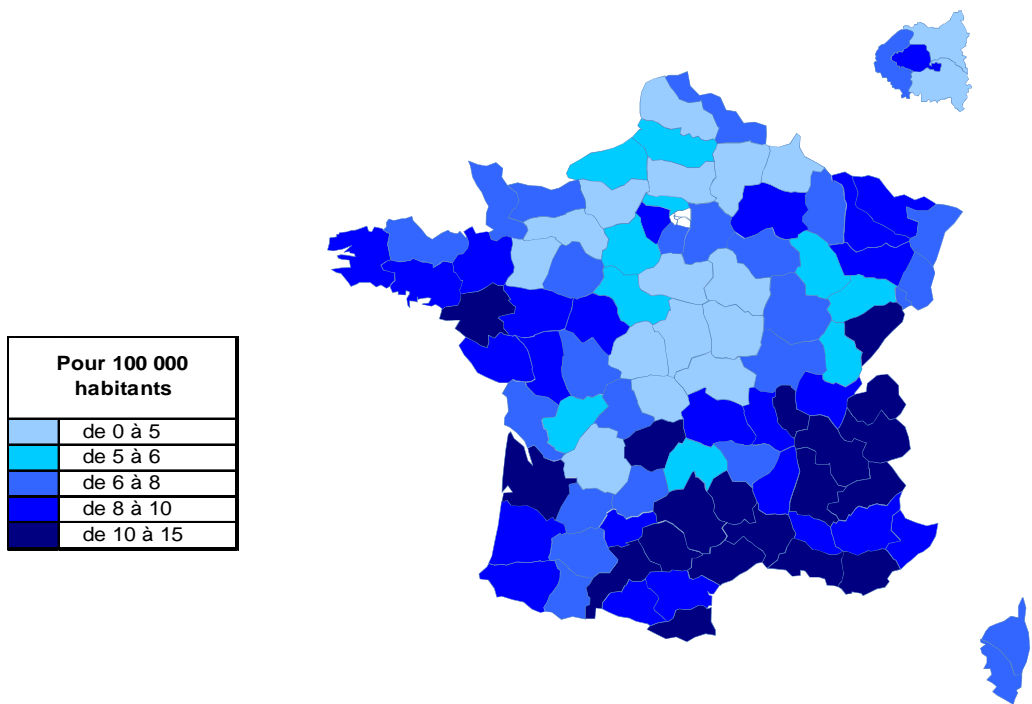 Pour 100 000
habitants
de 0 à 5
de 5 à 6
de 6 à 8
de 8 à 10
de 10 à 15